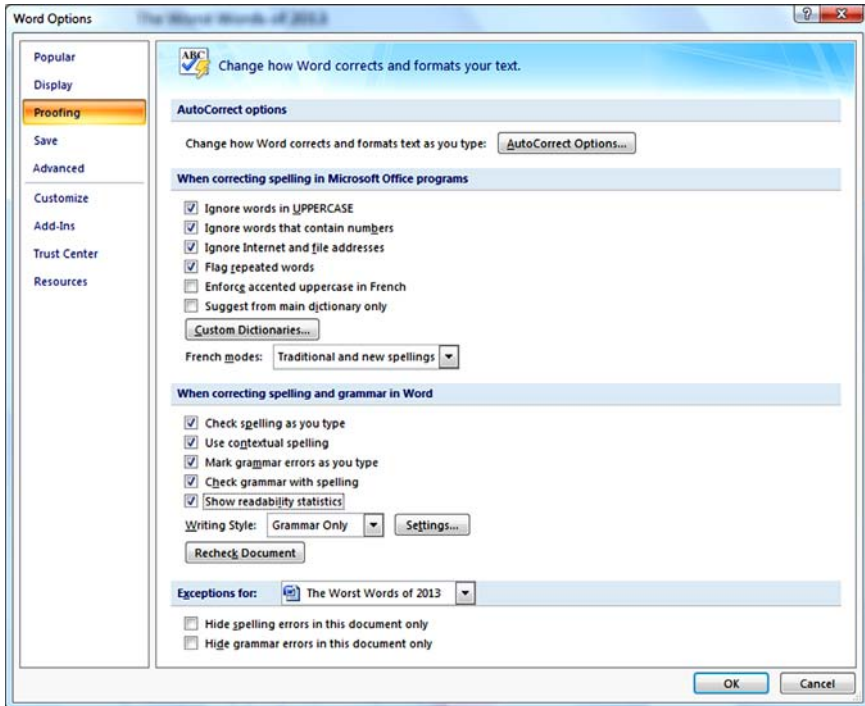 Word Options
The Worst Words of 2013
Popular
Display
Proofing
Save
Advanced
Customize
Add-Ins
Trust Center
Resources
ABC
Change how Word corrects and formats your text.
AutoCorrect options
Change how Word corrects and formats text as you type: AutoCorrect Options...
When correcting spelling in Microsoft Office programs
Ignore words in UPPERCASE
Ignore words that contain numbers
Ignore Internet and file addresses
Flag repeated words
Enforce accented uppercase in French
Suggest from main dictionary only
Custom Dictionaries...
French modes: Traditional and new spellings
When correcting spelling and grammar in Word
Check spelling as you type
Use contextual spelling
Mark grammar errors as you type
Check grammar with spelling
Show readability statistics
Writing Style: Grammar Only Settings...
Recheck Document
Exceptions for: The Worst Words of 2013
Hide spelling errors in this document only
Hide grammar errors in this document only
OK Cancel